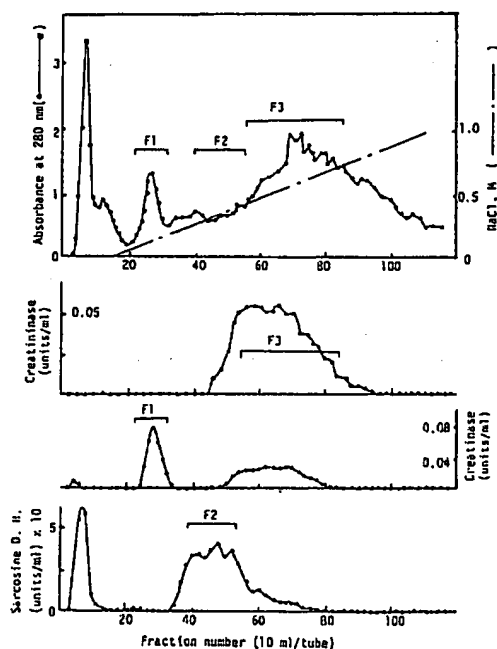 Absorbance at 280 nm(•——•
3
2
1
0
F1
F2
F3
20
40
60
80
100
1.0
0.5
0
NaCl, M ( —·— )
Creatininase
(units/ml)
0.05
F3
F1
0.08
0.04
Creatinase
(units/ml)
Sarcosine D. H.
(units/ml) × 10
5
0
F2
20
40
60
80
100
Fraction number (10 ml/tube)